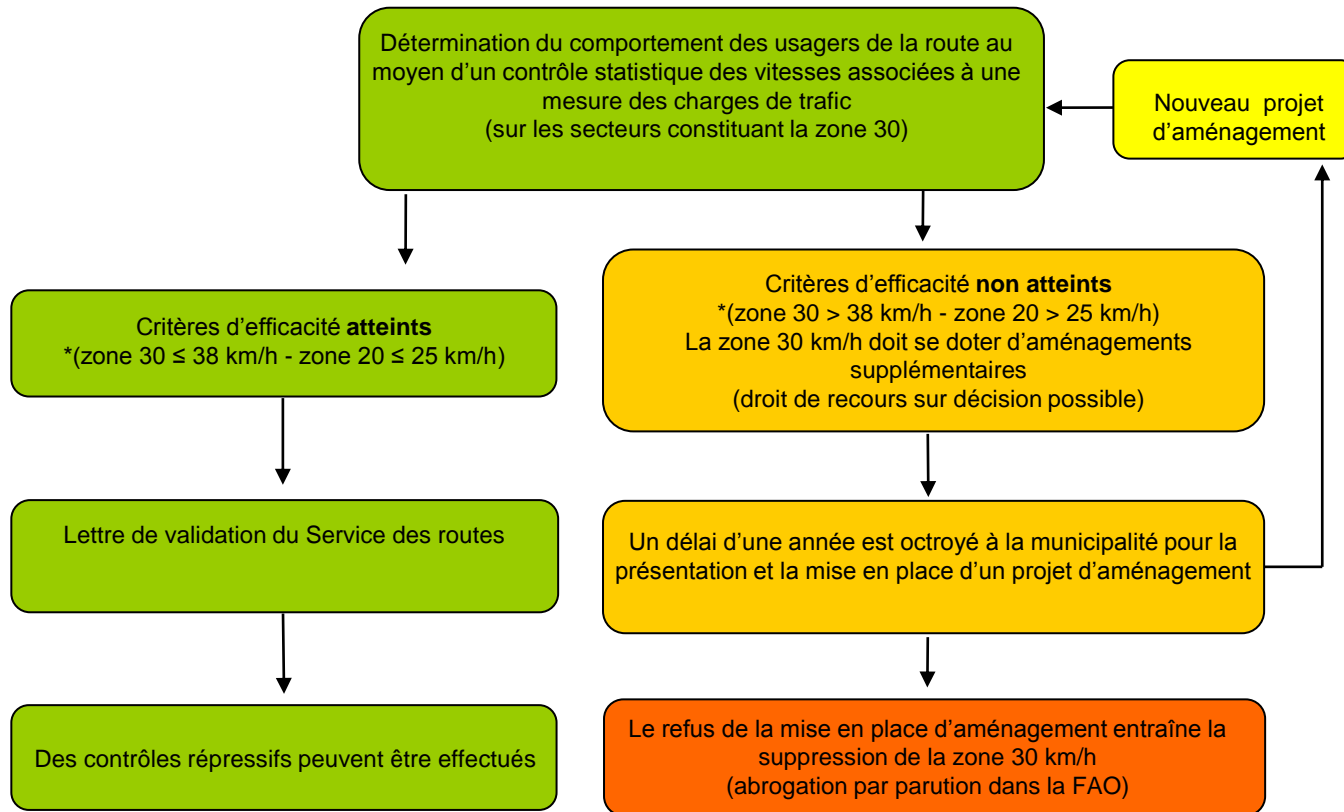 Détermination du comportement des usagers de la route au
moyen d'un contrôle statistique des vitesses associées à une
mesure des charges de trafic
(sur les secteurs constituant la zone 30)
Nouveau projet
d'aménagement
Critères d'efficacité atteints
*(zone 30 ≤ 38 km/h - zone 20 ≤ 25 km/h)
Critères d'efficacité non atteints
*(zone 30 > 38 km/h - zone 20 > 25 km/h)
La zone 30 km/h doit se doter d'aménagements
supplémentaires
(droit de recours sur décision possible)
Lettre de validation du Service des routes
Un délai d'une année est octroyé à la municipalité pour la
présentation et la mise en place d'un projet d'aménagement
Des contrôles répressifs peuvent être effectués
Le refus de la mise en place d'aménagement entraîne la
suppression de la zone 30 km/h
(abrogation par parution dans la FAO)